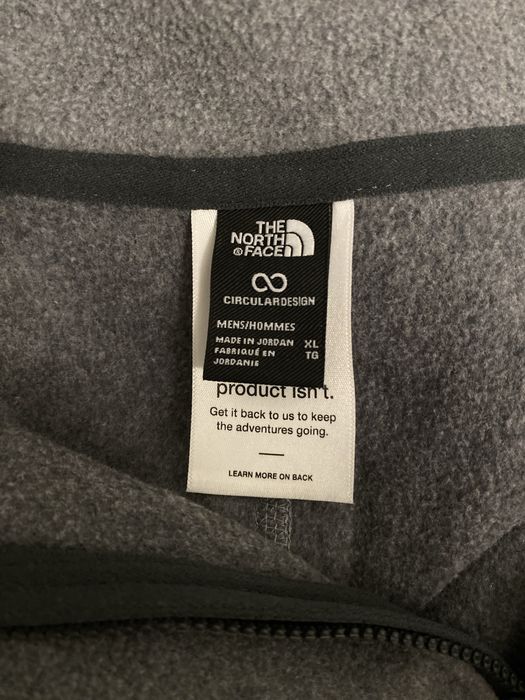 THE
NORTH
FACE
CIRCULARDESIGN
MENS/HOMMES
MADE IN JORDAN XL
FABRIQUÉ EN TG
JORDANIE
product isn't.
Get it back to us to keep
the adventures going.
LEARN MORE ON BACK